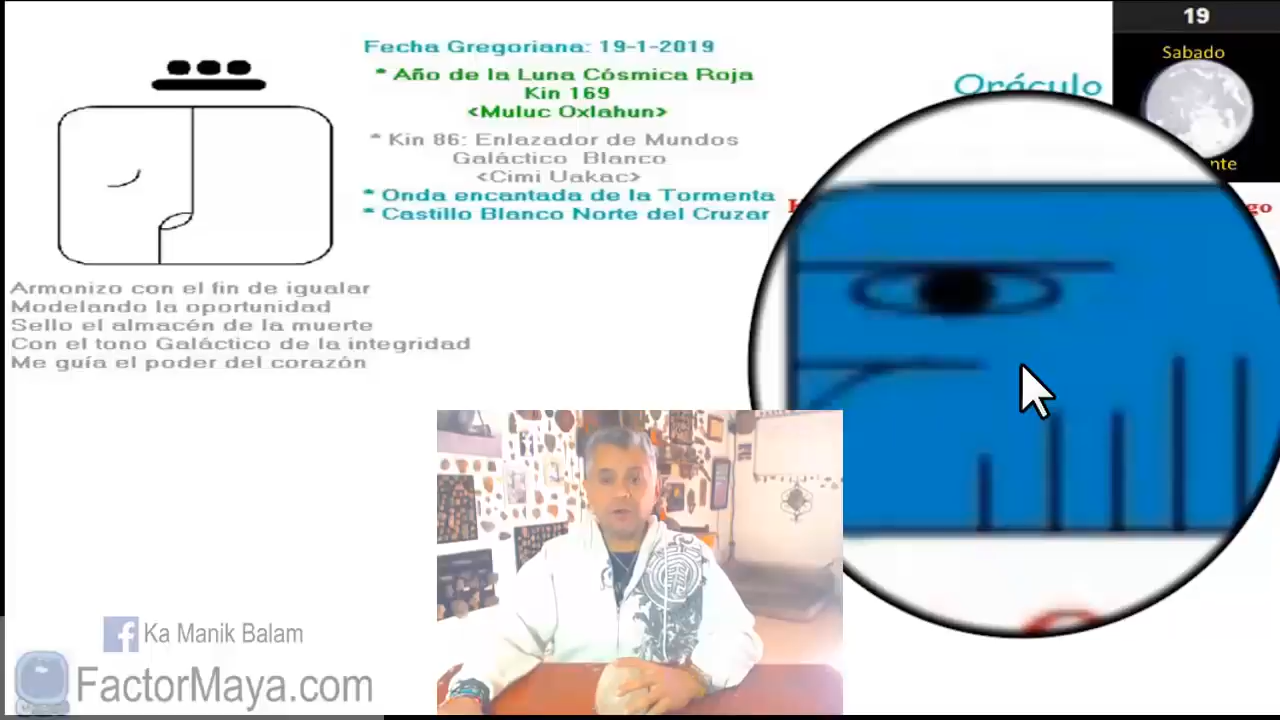 Fecha Gregoriana: 19-1-2019
* Año de la Luna Cósmica Roja
Kin 169
<Muluc Oxlahun>
* Kin 86: Enlazador de Mundos
Galáctico Blanco
<Cimi Uakac>
* Onda encantada de la Tormenta
* Castillo Blanco Norte del Cruzar
Armonizo con el fin de igualar
Modelando la oportunidad
Sello el almacén de la muerte
Con el tono Galáctico de la integridad
Me guía el poder del corazón
Oráculo
19
Sabado
Ka Manik Balam
FactorMaya.com